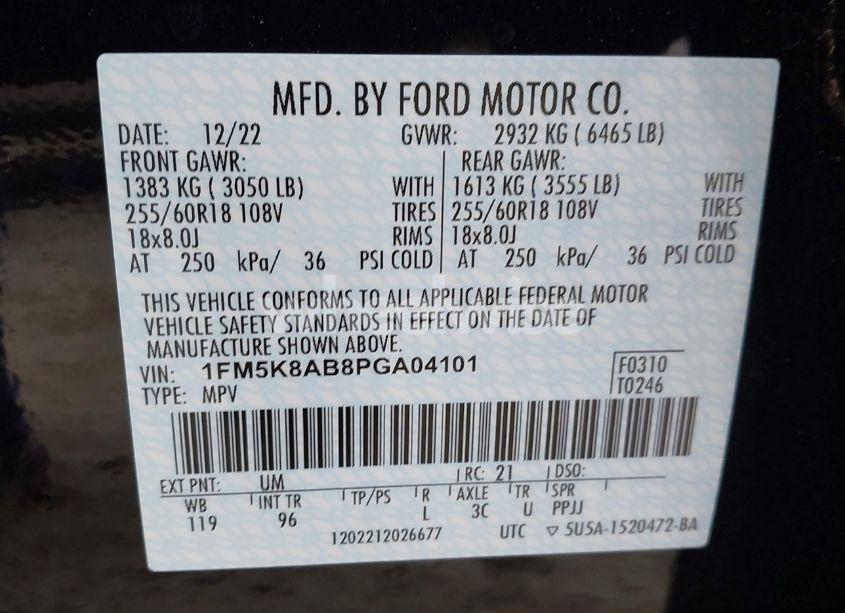 MFD. BY FORD MOTOR CO.
DATE: 12/22 GVWR: 2932 KG ( 6465 LB)
FRONT GAWR: REAR GAWR:
1383 KG ( 3050 LB) WITH 1613 KG ( 3555 LB) WITH
255/60R18 108V TIRES 255/60R18 108V TIRES
18x8.0J RIMS 18x8.0J RIMS
AT 250 kPa/ 36 PSI COLD AT 250 kPa/ 36 PSI COLD
THIS VEHICLE CONFORMS TO ALL APPLICABLE FEDERAL MOTOR
VEHICLE SAFETY STANDARDS IN EFFECT ON THE DATE OF
MANUFACTURE SHOWN ABOVE.
VIN: 1FM5K8AB8PGA04101 F0310
TYPE: MPV T0246
EXT PNT: UM RC: 21 DSO:
WB INT TR TP/PS R AXLE TR SPR
119 96 L 3C U PPJJ
1202212026677 UTC ▽ 5U5A-1520472-BA